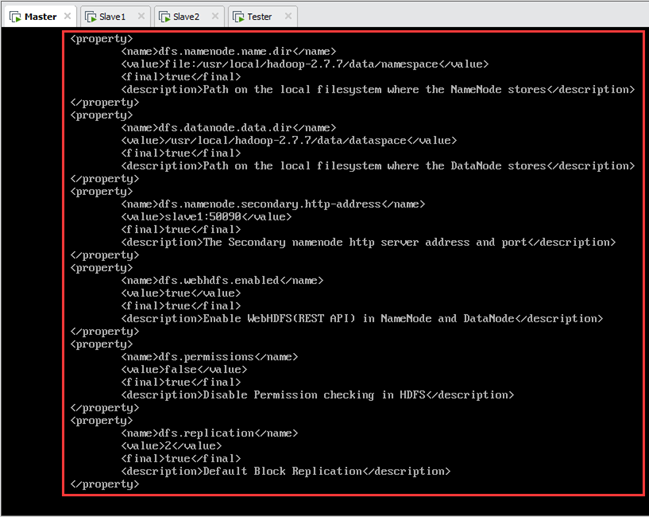 Master Slave1 Slave2 Tester
<property>
<name>dfs.namenode.name.dir</name>
<value>file:/usr/local/hadoop-2.7.7/data/namespace</value>
<final>true</final>
<description>Path on the local filesystem where the NameNode stores</description>
</property>
<property>
<name>dfs.datanode.data.dir</name>
<value>/usr/local/hadoop-2.7.7/data/dataspace</value>
<final>true</final>
<description>Path on the local filesystem where the DataNode stores</description>
</property>
<property>
<name>dfs.namenode.secondary.http-address</name>
<value>slave1:50090</value>
<final>true</final>
<description>The Secondary namenode http server address and port</description>
</property>
<property>
<name>dfs.webhdfs.enabled</name>
<value>true</value>
<final>true</final>
<description>Enable WebHDFS(REST API) in NameNode and DataNode</description>
</property>
<property>
<name>dfs.permissions</name>
<value>false</value>
<final>true</final>
<description>Disable Permission checking in HDFS</description>
</property>
<property>
<name>dfs.replication</name>
<value>2</value>
<final>true</final>
<description>Default Block Replication</description>
</property>